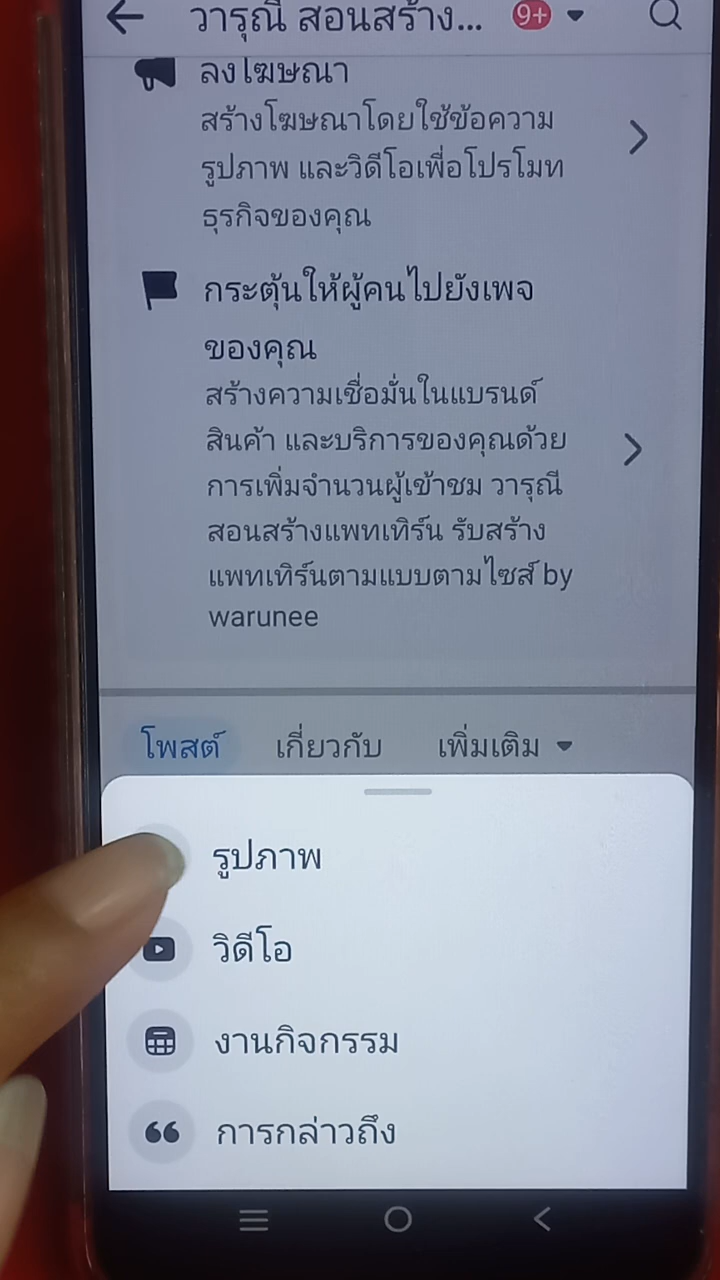 วารุณี สอนสร้าง...
9+
ลงโฆษณา
สร้างโฆษณาโดยใช้ข้อความ
รูปภาพ และวิดีโอเพื่อโปรโมท
ธุรกิจของคุณ
กระตุ้นให้ผู้คนไปยังเพจ
ของคุณ
สร้างความเชื่อมั่นในแบรนด์
สินค้า และบริการของคุณด้วย
การเพิ่มจำนวนผู้เข้าชม วารุณี
สอนสร้างแพทเทิร์น รับสร้าง
แพทเทิร์นตามแบบตามไซส์ by
warunee
โพสต์ เกี่ยวกับ เพิ่มเติม
รูปภาพ
วิดีโอ
งานกิจกรรม
การกล่าวถึง